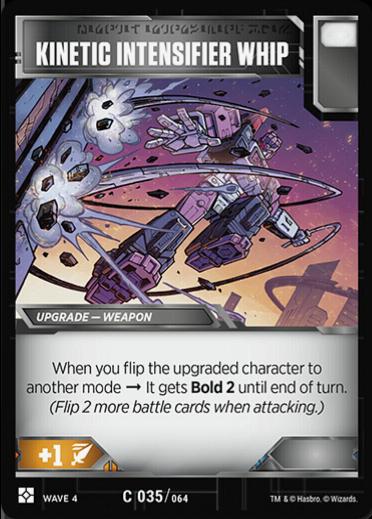 KINETIC INTENSIFIER WHIP
UPGRADE — WEAPON
When you flip the upgraded character to
another mode → It gets Bold 2 until end of turn.
(Flip 2 more battle cards when attacking.)
+1
WAVE 4 C 035/064 TM & © Hasbro. © Wizards.